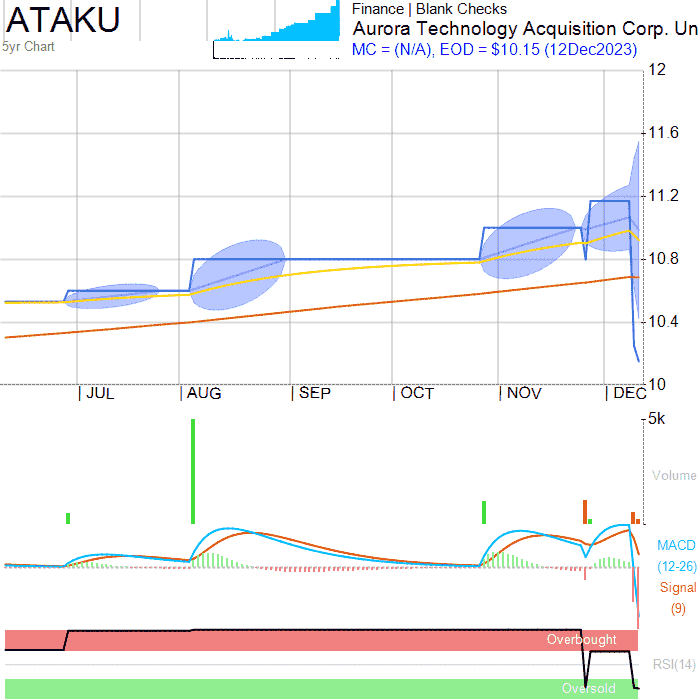 ATAKU
5yr Chart
Finance | Blank Checks
Aurora Technology Acquisition Corp. Un
MC = (N/A), EOD = $10.15 (12Dec2023)
12
11.6
11.2
10.8
10.4
10
| JUL | AUG | SEP | OCT | NOV | DEC
5k
Volume
MACD
(12-26)
Signal
(9)
Overbought
RSI(14)
Oversold